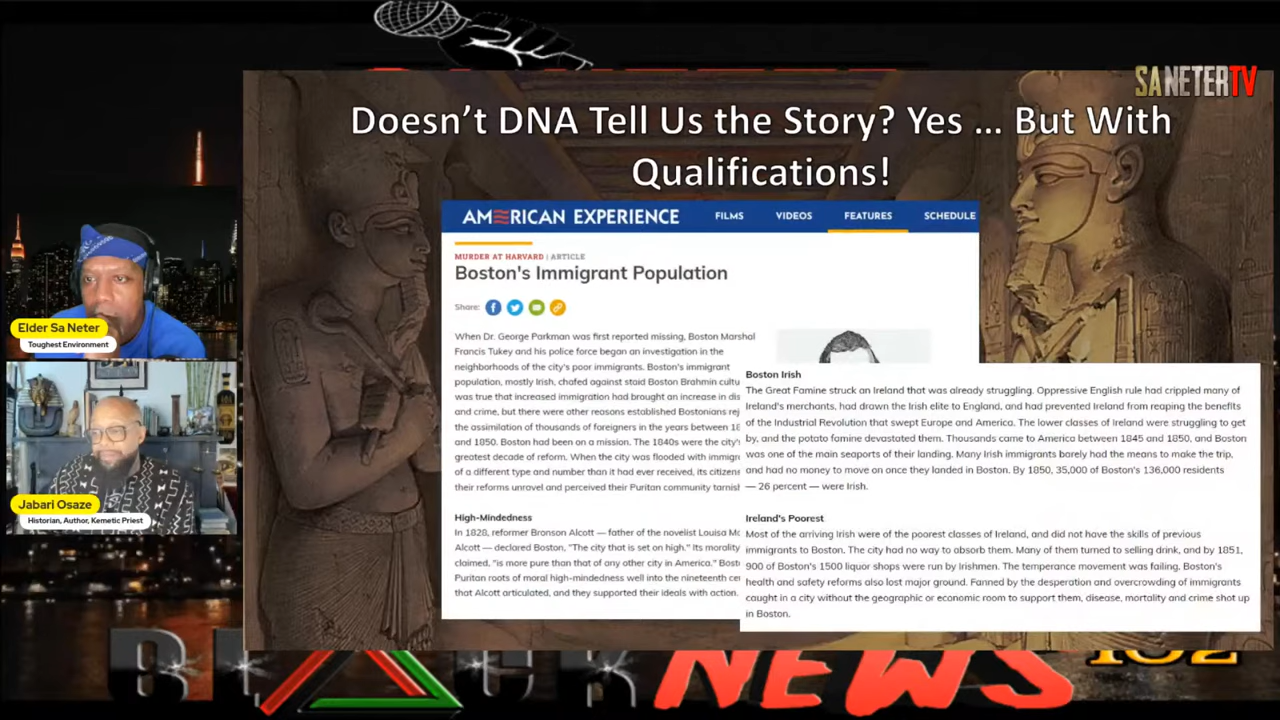 SANETERTV
Doesn't DNA Tell Us the Story? Yes ... But With
Qualifications!
AMERICAN EXPERIENCE
FILMS
VIDEOS
FEATURES
SCHEDULE
MURDER AT HARVARD | ARTICLE
Boston's Immigrant Population
Share:
When Dr. George Parkman was first reported missing, Boston Marshal
Francis Tukey and his police force began an investigation in the
neighborhoods of the city's poor immigrants. Boston's immigrant
population, mostly Irish, chafed against staid Boston Brahmin cultu
was true that increased immigration had brought an increase in dis
and crime, but there were other reasons established Bostonians rej
the assimilation of thousands of foreigners in the years between 18
and 1850. Boston had been on a mission. The 1840s were the city's
greatest decade of reform. When the city was flooded with immigr
of a different type and number than it had ever received, its citizens
their reforms unravel and perceived their Puritan community tarnish
High-Mindedness
In 1828, reformer Bronson Alcott — father of the novelist Louisa Ma
Alcott — declared Boston, "The city that is set on high." Its morality
claimed, "is more pure than that of any other city in America." Bost
Puritan roots of moral high-mindedness well into the nineteenth cen
that Alcott articulated, and they supported their ideals with action.
Boston Irish
The Great Famine struck an Ireland that was already struggling. Oppressive English rule had crippled many of
Ireland's merchants, had drawn the Irish elite to England, and had prevented Ireland from reaping the benefits
of the Industrial Revolution that swept Europe and America. The lower classes of Ireland were struggling to get
by, and the potato famine devastated them. Thousands came to America between 1845 and 1850, and Boston
was one of the main seaports of their landing. Many Irish immigrants barely had the means to make the trip,
and had no money to move on once they landed in Boston. By 1850, 35,000 of Boston's 136,000 residents
— 26 percent — were Irish.
Ireland's Poorest
Most of the arriving Irish were of the poorest classes of Ireland, and did not have the skills of previous
immigrants to Boston. The city had no way to absorb them. Many of them turned to selling drink, and by 1851,
900 of Boston's 1500 liquor shops were run by Irishmen. The temperance movement was failing. Boston's
health and safety reforms also lost major ground. Fanned by the desperation and overcrowding of immigrants
caught in a city without the geographic or economic room to support them, disease, mortality and crime shot up
in Boston.
Elder Sa Neter
Toughest Environment
Jabari Osaze
Historian, Author, Kemetic Priest
BLACK NEWS 102